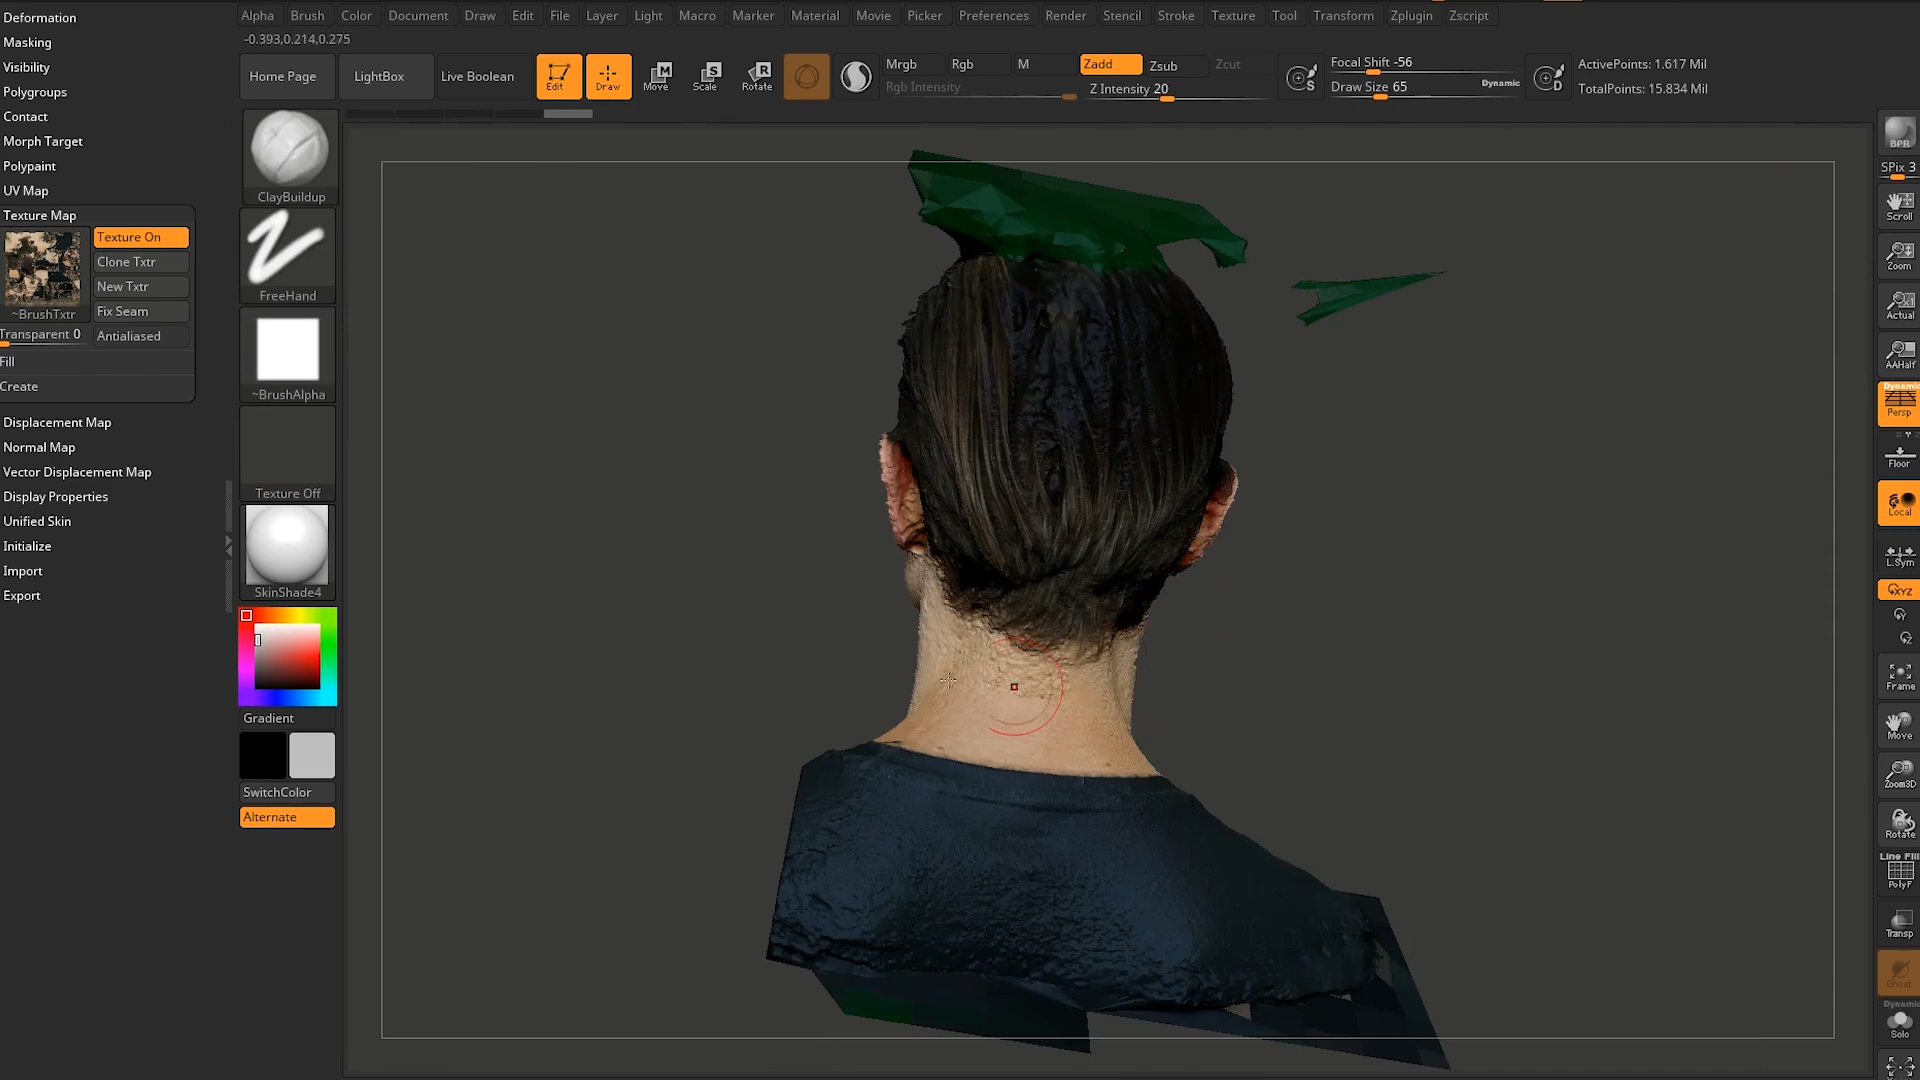 Alpha Brush Color Document Draw Edit File Layer Light Macro Marker Material Movie Picker Preferences Render Stencil Stroke Texture Tool Transform Zplugin Zscript
-0.393,0.214,0.275
Home Page
LightBox
Live Boolean
Edit
Draw
Move
Scale
Rotate
Mrgb Rgb M
Rgb Intensity
Zadd Zsub Zcut
Z Intensity 20
Focal Shift -56
Draw Size 65
Dynamic
ActivePoints: 1.617 Mil
TotalPoints: 15.834 Mil
Deformation
Masking
Visibility
Polygroups
Contact
Morph Target
Polypaint
UV Map
Texture Map
Texture On
Clone Txtr
New Txtr
Fix Seam
~BrushTxtr
Transparent 0
Antialiased
Fill
Create
Displacement Map
Normal Map
Vector Displacement Map
Display Properties
Unified Skin
Initialize
Import
Export
ClayBuildup
FreeHand
~BrushAlpha
Texture Off
SkinShade4
Gradient
SwitchColor
Alternate
BPR
SPix 3
Scroll
Zoom
Actual
AAHalf
Dynamic
Persp
Floor
Local
L.Sym
XYZ
Y
Z
Frame
Move
Zoom3D
Rotate
Line Fill
PolyF
Transp
Ghost
Dynamic
Solo